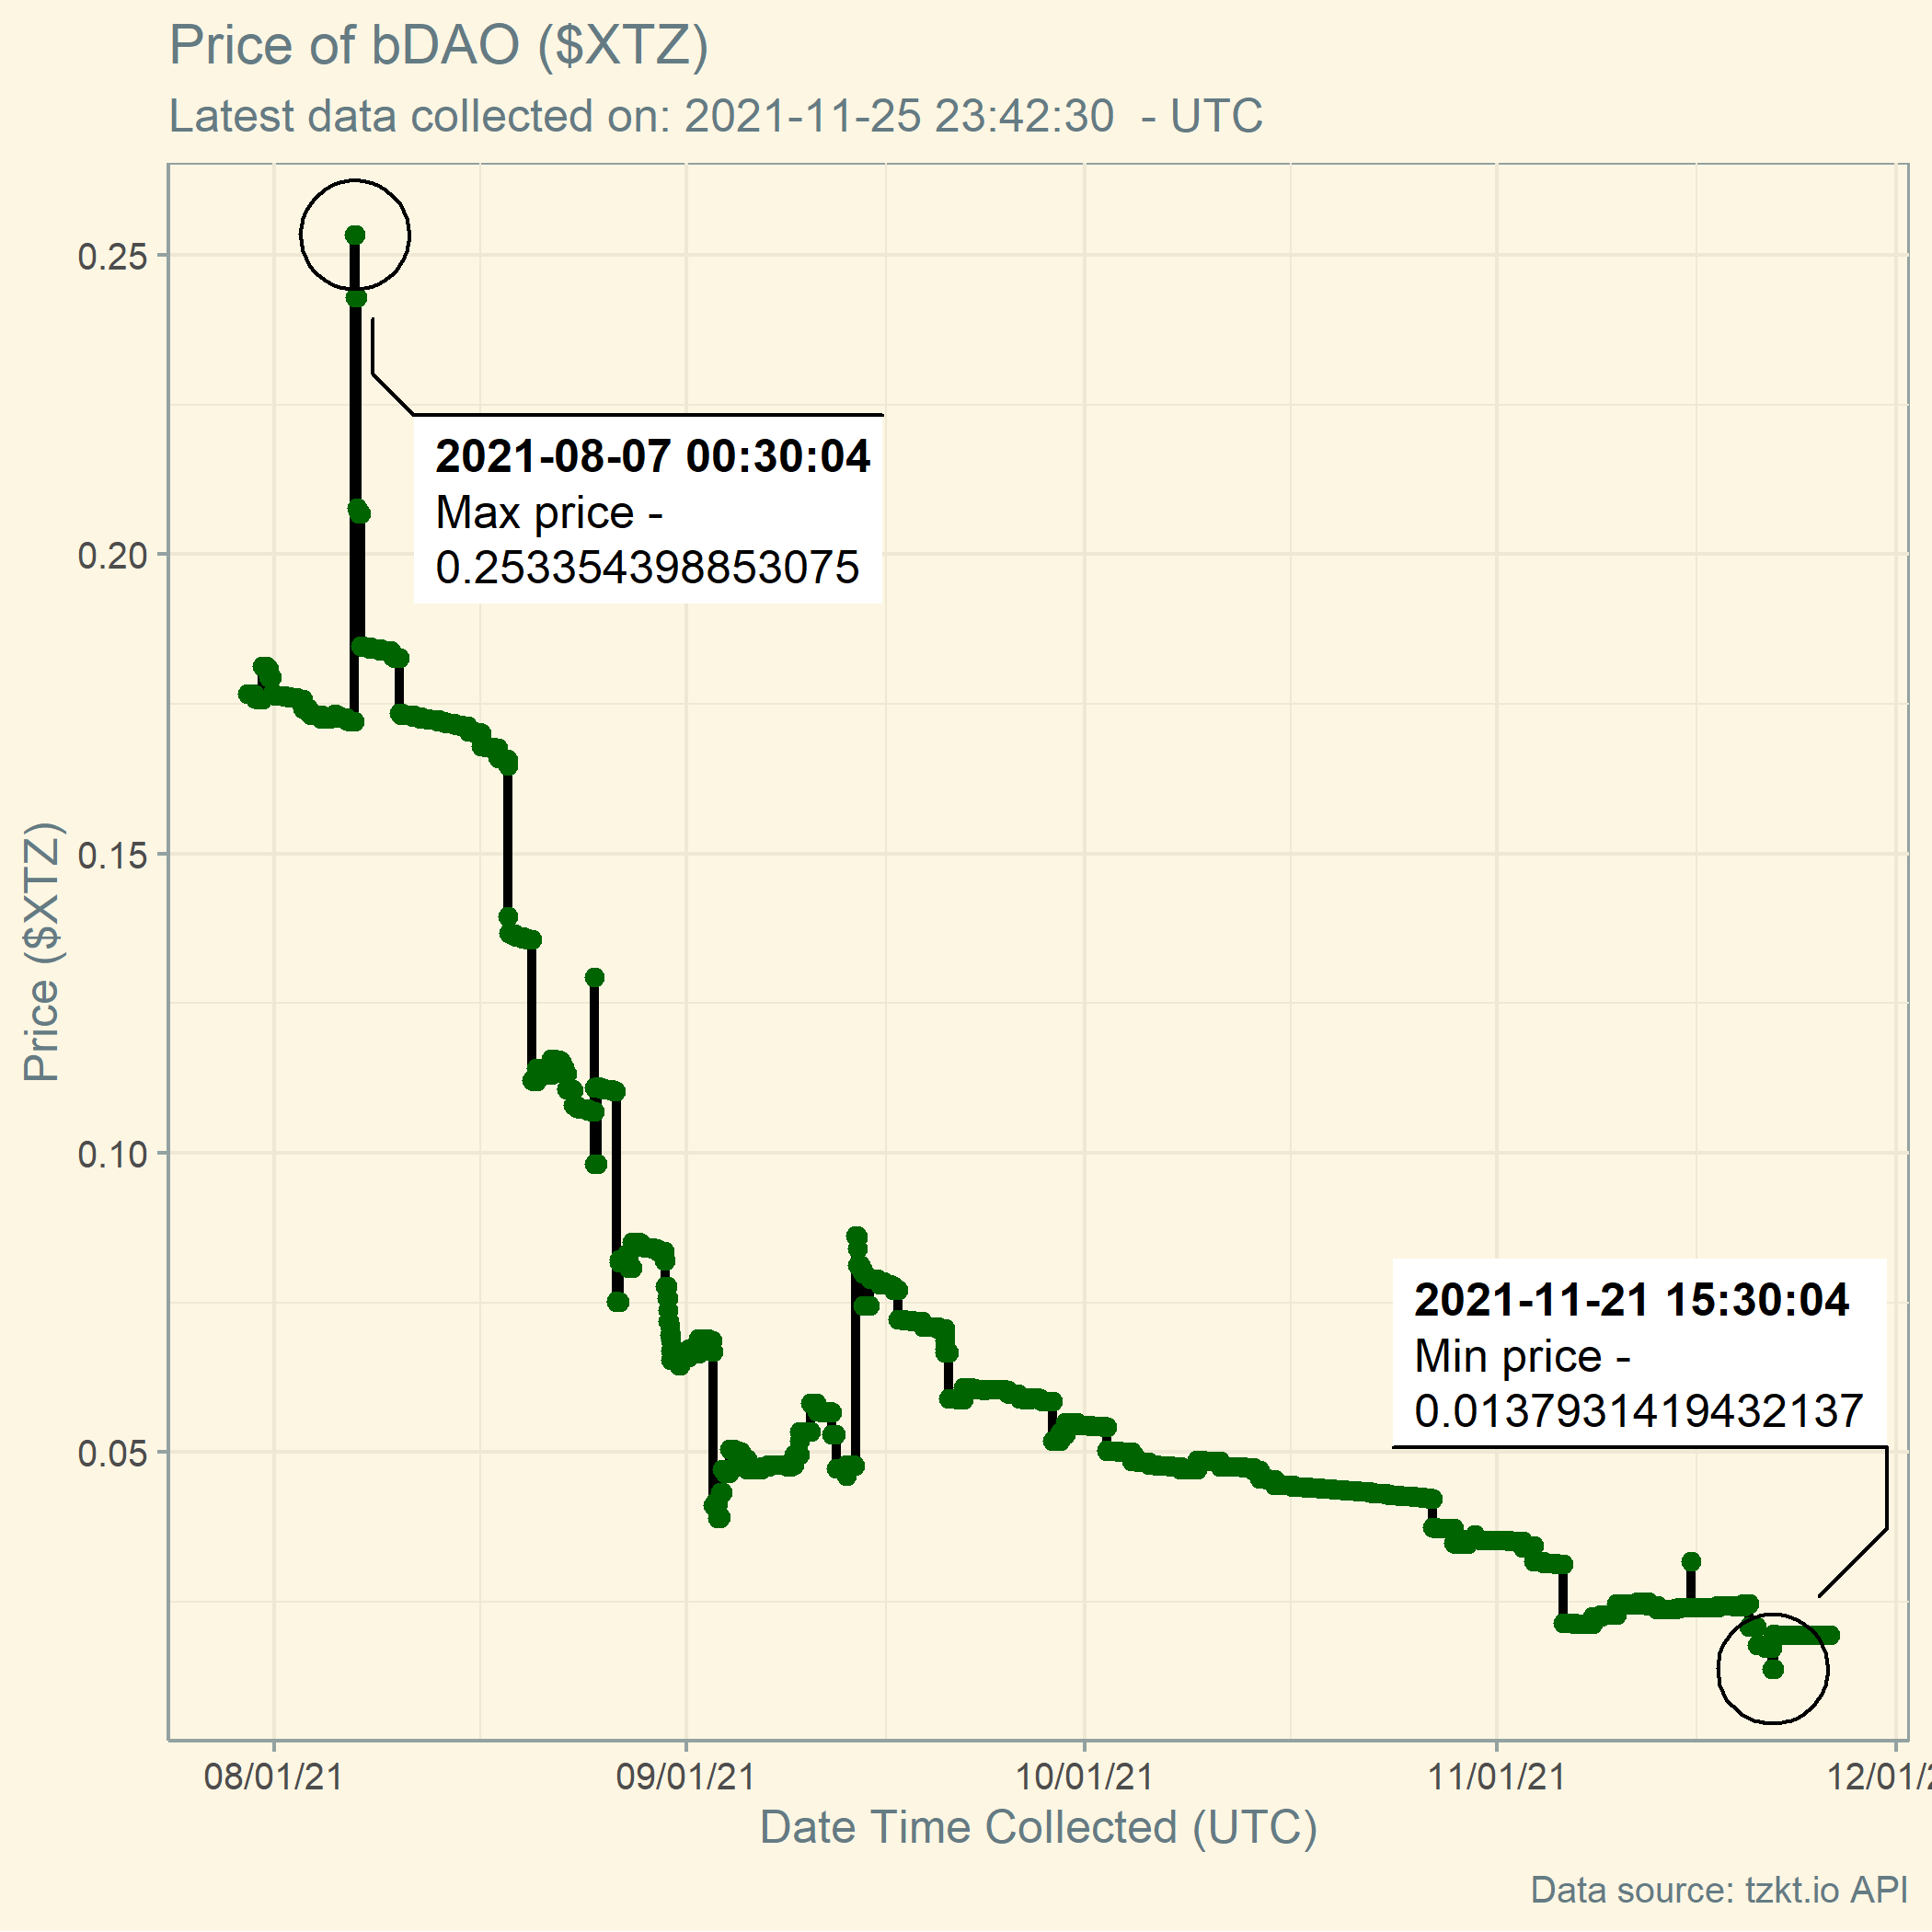 Price of bDAO ($XTZ)
Latest data collected on: 2021-11-25 23:42:30  - UTC
0.25
2021-08-07 00:30:04
Max price -
0.253354398853075
0.20
0.15
Price ($XTZ)
0.10
2021-11-21 15:30:04
Min price -
0.0137931419432137
0.05
08/01/21 09/01/21 10/01/21 11/01/21 12/01/2
Date Time Collected (UTC)
Data source: tzkt.io API